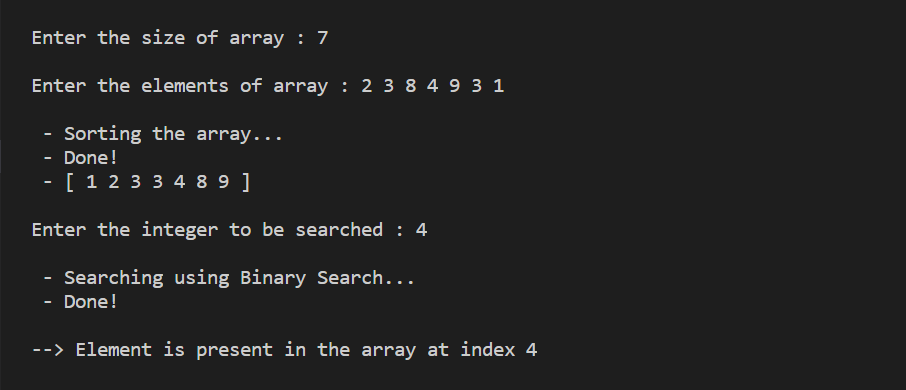 Enter the size of array : 7
Enter the elements of array : 2 3 8 4 9 3 1
- Sorting the array...
- Done!
- [ 1 2 3 3 4 8 9 ]
Enter the integer to be searched : 4
- Searching using Binary Search...
- Done!
--> Element is present in the array at index 4